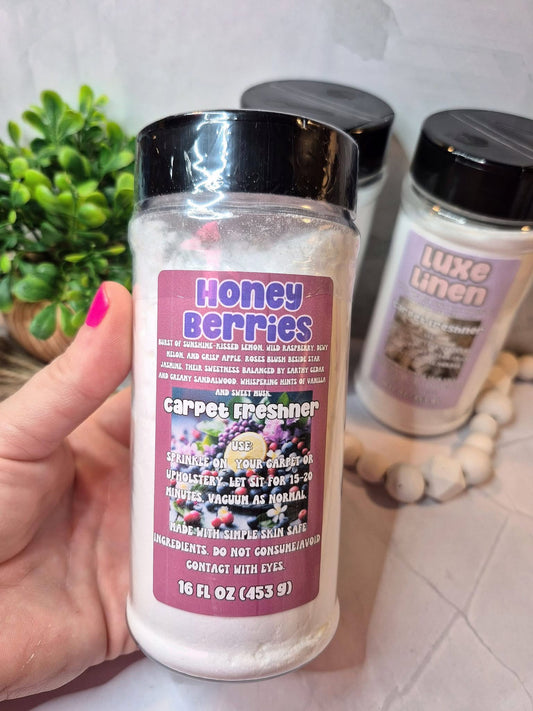 Honey
Berries
Burst of sunshine-kissed lemon, wild raspberry, dewy
melon, and crisp apple. Roses blush beside star
jasmine, their sweetness balanced by earthy cedar
and creamy sandalwood, whispering hints of vanilla
and sweet musk.
Carpet Freshner
Use:
Sprinkle on your carpet or
upholstery. Let sit for 15-20
minutes. Vacuum as normal.
Made with simple skin safe
ingredients. Do not consume/avoid
contact with eyes.
16 fl oz (453 g)
Luxe
Linen
Carpet Freshner